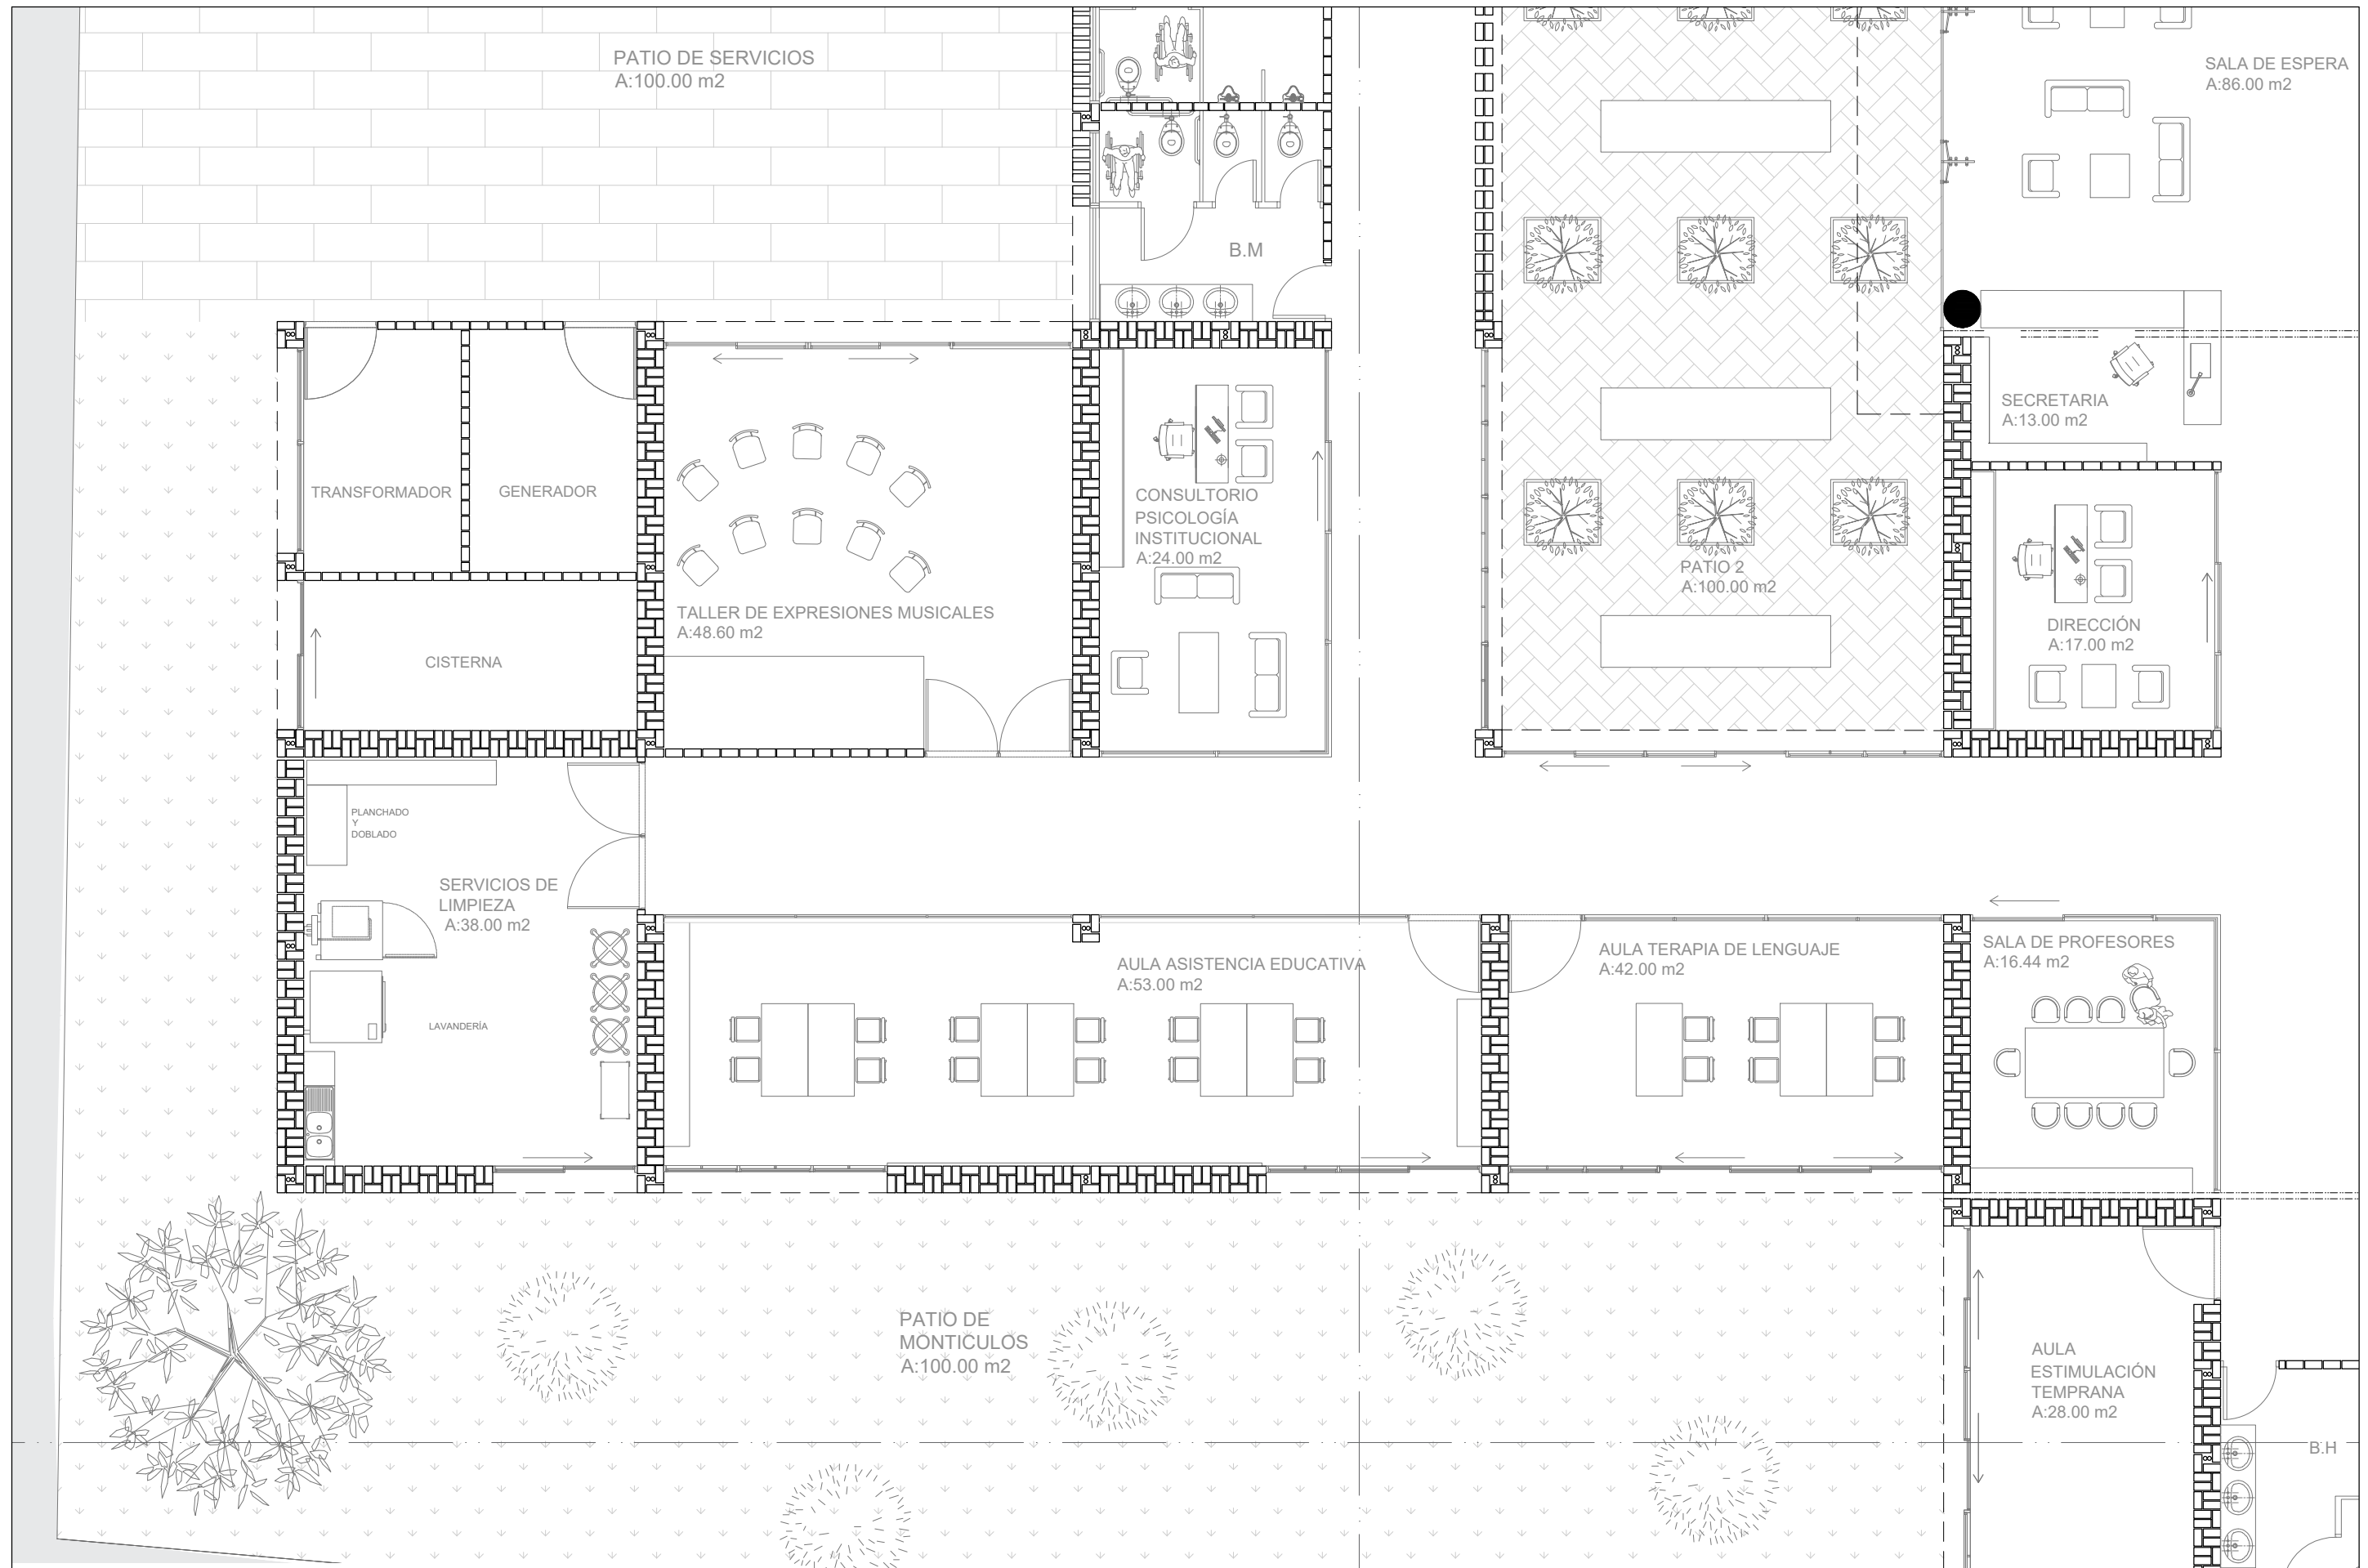 PATIO DE SERVICIOS
A:100.00 m2
SALA DE ESPERA
A:86.00 m2
B.M
SECRETARIA
A:13.00 m2
TRANSFORMADOR
GENERADOR
CONSULTORIO
PSICOLOGÍA
INSTITUCIONAL
A:24.00 m2
PATIO 2
A:100.00 m2
TALLER DE EXPRESIONES MUSICALES
A:48.60 m2
DIRECCIÓN
A:17.00 m2
CISTERNA
PLANCHADO
Y
DOBLADO
SERVICIOS DE
LIMPIEZA
A:38.00 m2
AULA ASISTENCIA EDUCATIVA
A:53.00 m2
AULA TERAPIA DE LENGUAJE
A:42.00 m2
SALA DE PROFESORES
A:16.44 m2
LAVANDERÍA
PATIO DE
MONTICULOS
A:100.00 m2
AULA
ESTIMULACIÓN
TEMPRANA
A:28.00 m2
B.H